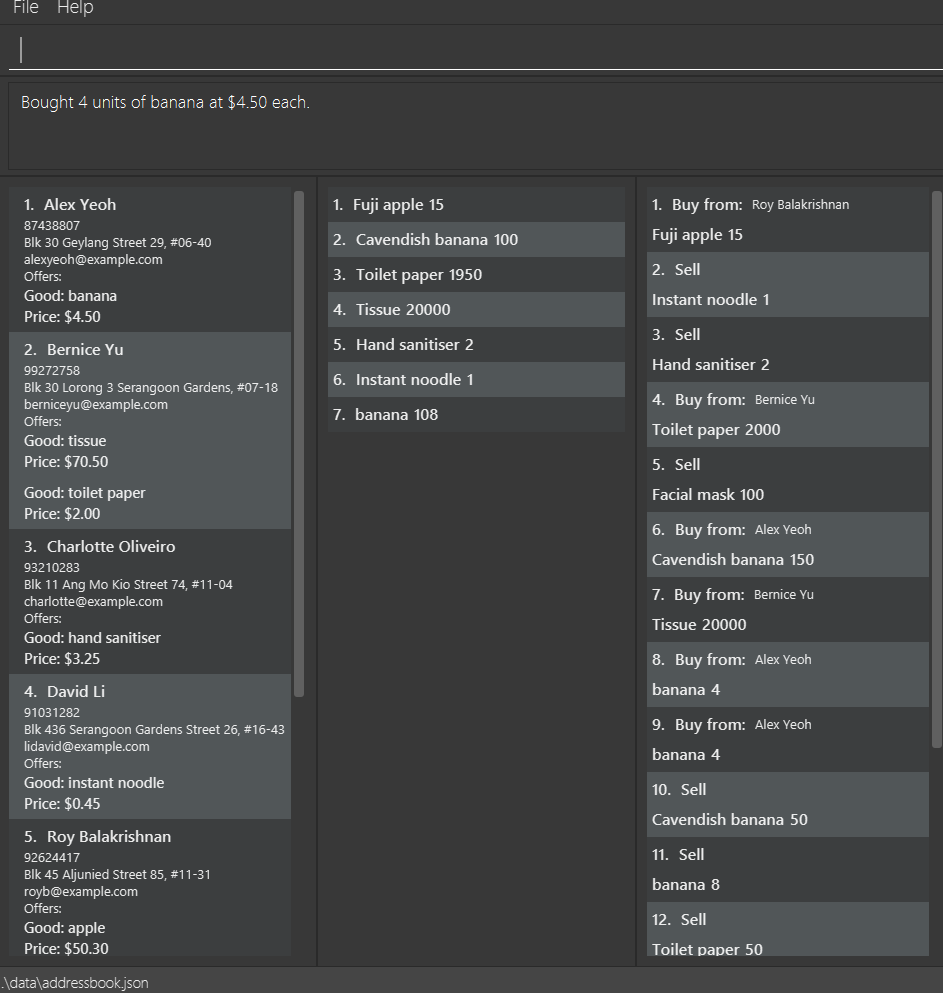 File Help
Bought 4 units of banana at $4.50 each.
1. Alex Yeoh
87438807
Blk 30 Geylang Street 29, #06-40
alexyeoh@example.com
Offers:
Good: banana
Price: $4.50
2. Bernice Yu
99272758
Blk 30 Lorong 3 Serangoon Gardens, #07-18
berniceyu@example.com
Offers:
Good: tissue
Price: $70.50
Good: toilet paper
Price: $2.00
3. Charlotte Oliveiro
93210283
Blk 11 Ang Mo Kio Street 74, #11-04
charlotte@example.com
Offers:
Good: hand sanitiser
Price: $3.25
4. David Li
91031282
Blk 436 Serangoon Gardens Street 26, #16-43
lidavid@example.com
Offers:
Good: instant noodle
Price: $0.45
5. Roy Balakrishnan
92624417
Blk 45 Aljunied Street 85, #11-31
royb@example.com
Offers:
Good: apple
Price: $50.30
1. Fuji apple 15
2. Cavendish banana 100
3. Toilet paper 1950
4. Tissue 20000
5. Hand sanitiser 2
6. Instant noodle 1
7. banana 108
1. Buy from: Roy Balakrishnan
Fuji apple 15
2. Sell
Instant noodle 1
3. Sell
Hand sanitiser 2
4. Buy from: Bernice Yu
Toilet paper 2000
5. Sell
Facial mask 100
6. Buy from: Alex Yeoh
Cavendish banana 150
7. Buy from: Bernice Yu
Tissue 20000
8. Buy from: Alex Yeoh
banana 4
9. Buy from: Alex Yeoh
banana 4
10. Sell
Cavendish banana 50
11. Sell
banana 8
12. Sell
Toilet paper 50
.\data\addressbook.json